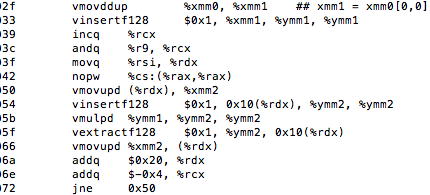 02f vmovddup %xmm0, %xmm1 ## xmm1 = xmm0[0,0]
033 vinsertf128 $0x1, %xmm1, %ymm1, %ymm1
039 incq %rcx
03c andq %r9, %rcx
03f movq %rsi, %rdx
042 nopw %cs:(%rax,%rax)
050 vmovupd (%rdx), %xmm2
054 vinsertf128 $0x1, 0x10(%rdx), %ymm2, %ymm2
05b vmulpd %ymm1, %ymm2, %ymm2
05f vextractf128 $0x1, %ymm2, 0x10(%rdx)
066 vmovupd %xmm2, (%rdx)
06a addq $0x20, %rdx
06e addq $-0x4, %rcx
072 jne 0x50